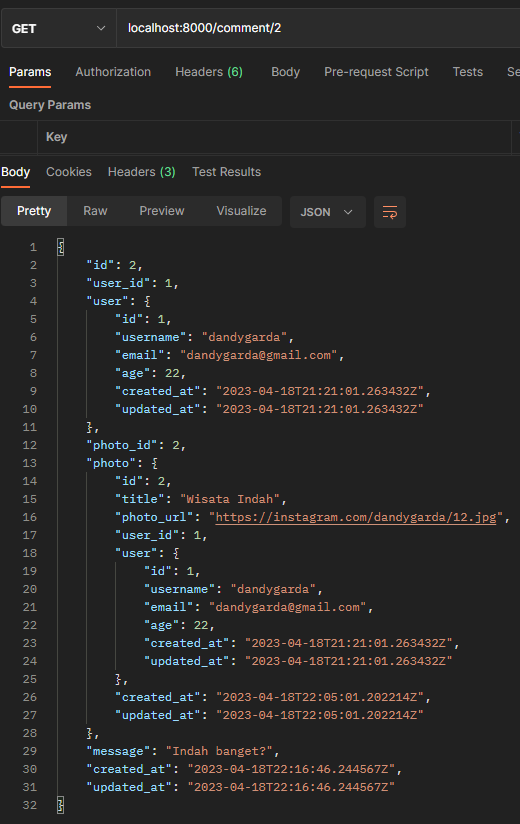 GET localhost:8000/comment/2
Params Authorization Headers (6) Body Pre-request Script Tests Se
Query Params
Key
Body Cookies Headers (3) Test Results
Pretty Raw Preview Visualize JSON
1 {
2 "id": 2,
3 "user_id": 1,
4 "user": {
5 "id": 1,
6 "username": "dandygarda",
7 "email": "dandygarda@gmail.com",
8 "age": 22,
9 "created_at": "2023-04-18T21:21:01.263432Z",
10 "updated_at": "2023-04-18T21:21:01.263432Z"
11 },
12 "photo_id": 2,
13 "photo": {
14 "id": 2,
15 "title": "Wisata Indah",
16 "photo_url": "https://instagram.com/dandygarda/12.jpg",
17 "user_id": 1,
18 "user": {
19 "id": 1,
20 "username": "dandygarda",
21 "email": "dandygarda@gmail.com",
22 "age": 22,
23 "created_at": "2023-04-18T21:21:01.263432Z",
24 "updated_at": "2023-04-18T21:21:01.263432Z"
25 },
26 "created_at": "2023-04-18T22:05:01.202214Z",
27 "updated_at": "2023-04-18T22:05:01.202214Z"
28 },
29 "message": "Indah banget?",
30 "created_at": "2023-04-18T22:16:46.244567Z",
31 "updated_at": "2023-04-18T22:16:46.244567Z"
32 }